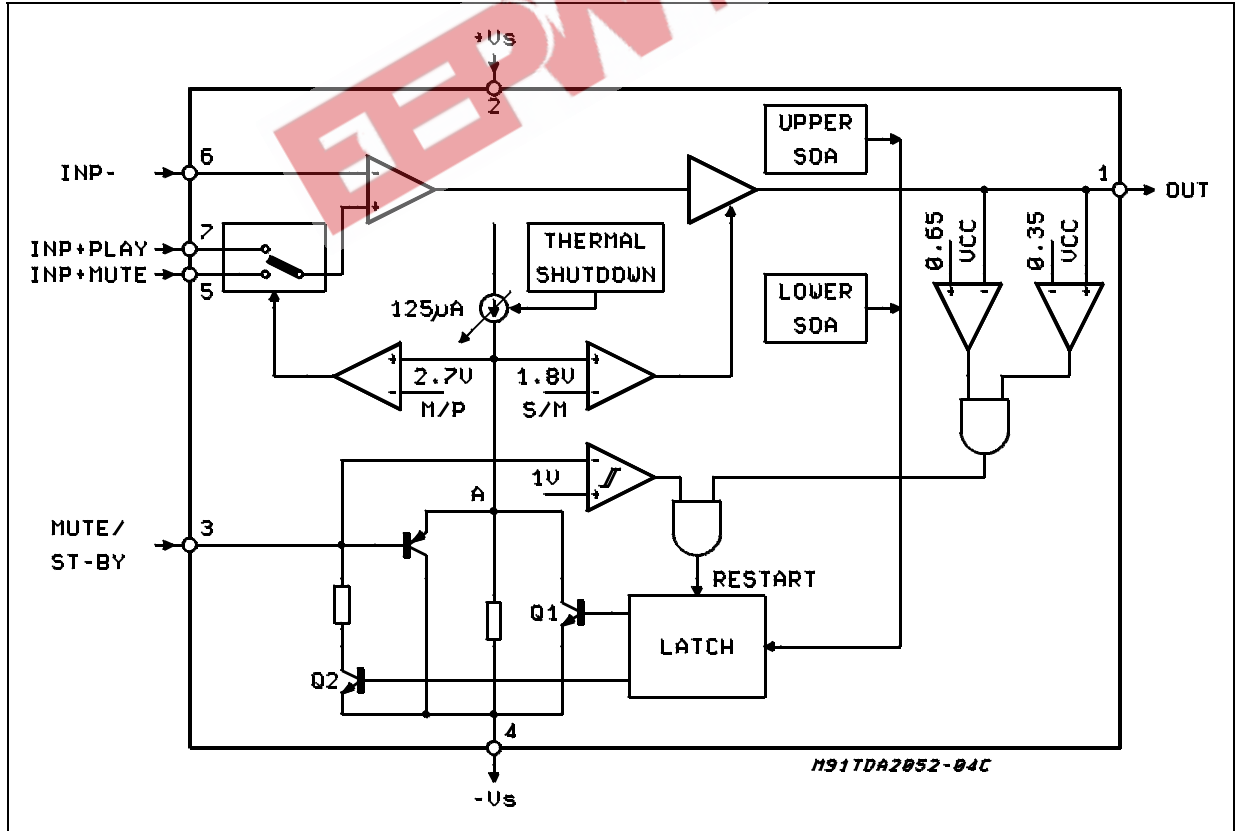 EEPW
+Vs
2
UPPER
SOA
6
INP-
1
OUT
7
INP+PLAY
INP+MUTE
5
THERMAL
SHUTDOWN
0.65
VCC
0.35
VCC
LOWER
SOA
125µA
- 
+
+ -
- +
+
2.7V
-
M/P
+
1.8V
-
S/M
-
1V
+
A
MUTE/
ST-BY
3
RESTART
Q1
LATCH
Q2
4
-Vs
M91TDA2052-04C